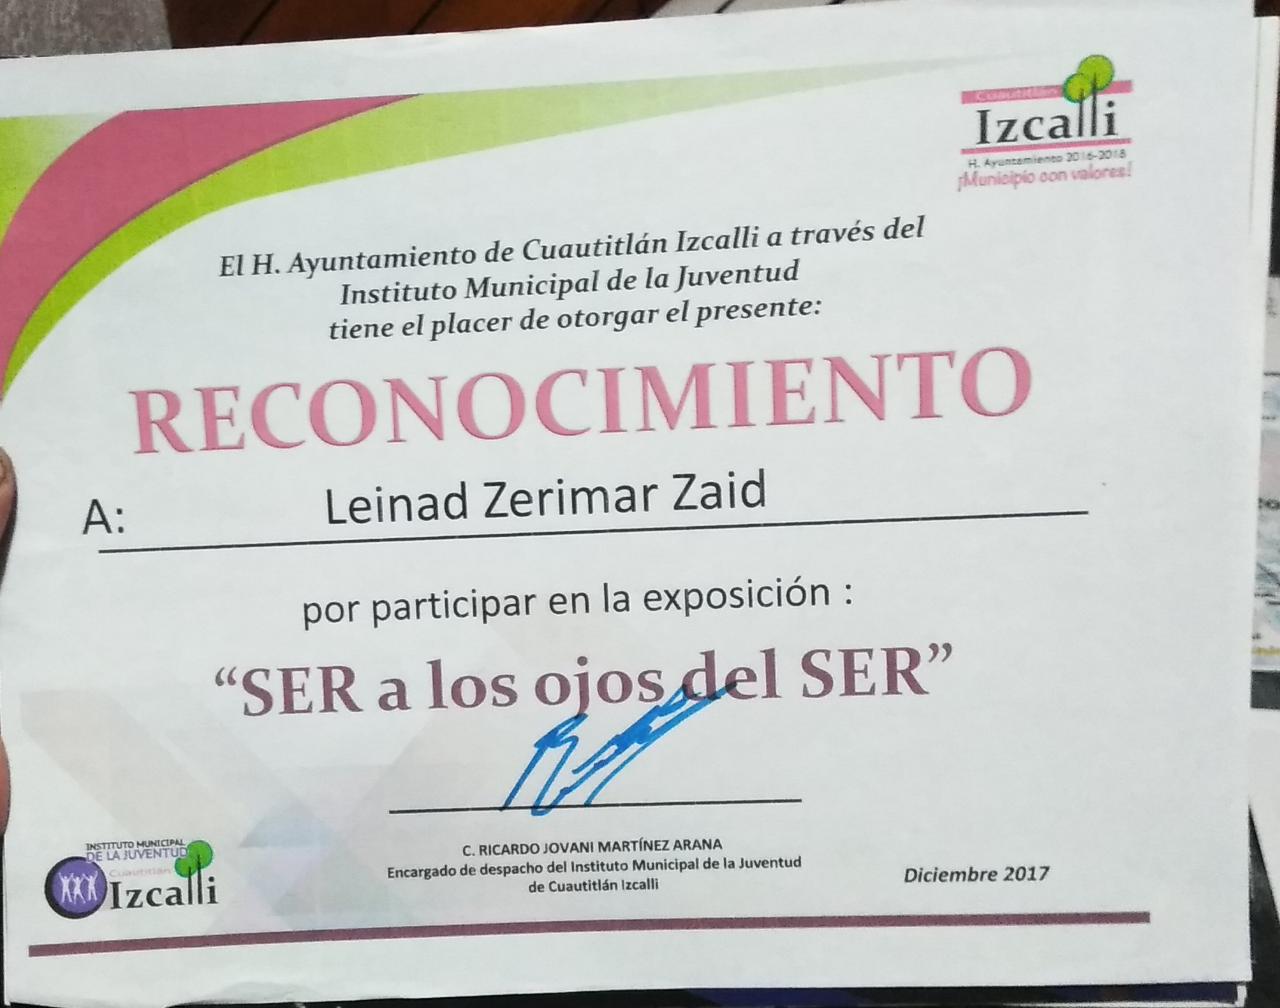 Cuautitlán
Izcalli
H. Ayuntamiento 2016-2018
¡Municipio con valores!
El H. Ayuntamiento de Cuautitlán Izcalli a través del
Instituto Municipal de la Juventud
tiene el placer de otorgar el presente:
RECONOCIMIENTO
A: Leinad Zerimar Zaid
por participar en la exposición :
“SER a los ojos del SER”
C. RICARDO JOVANI MARTÍNEZ ARANA
Encargado de despacho del Instituto Municipal de la Juventud
de Cuautitlán Izcalli
INSTITUTO MUNICIPAL
DE LA JUVENTUD
Cuautitlán
Izcalli
Diciembre 2017